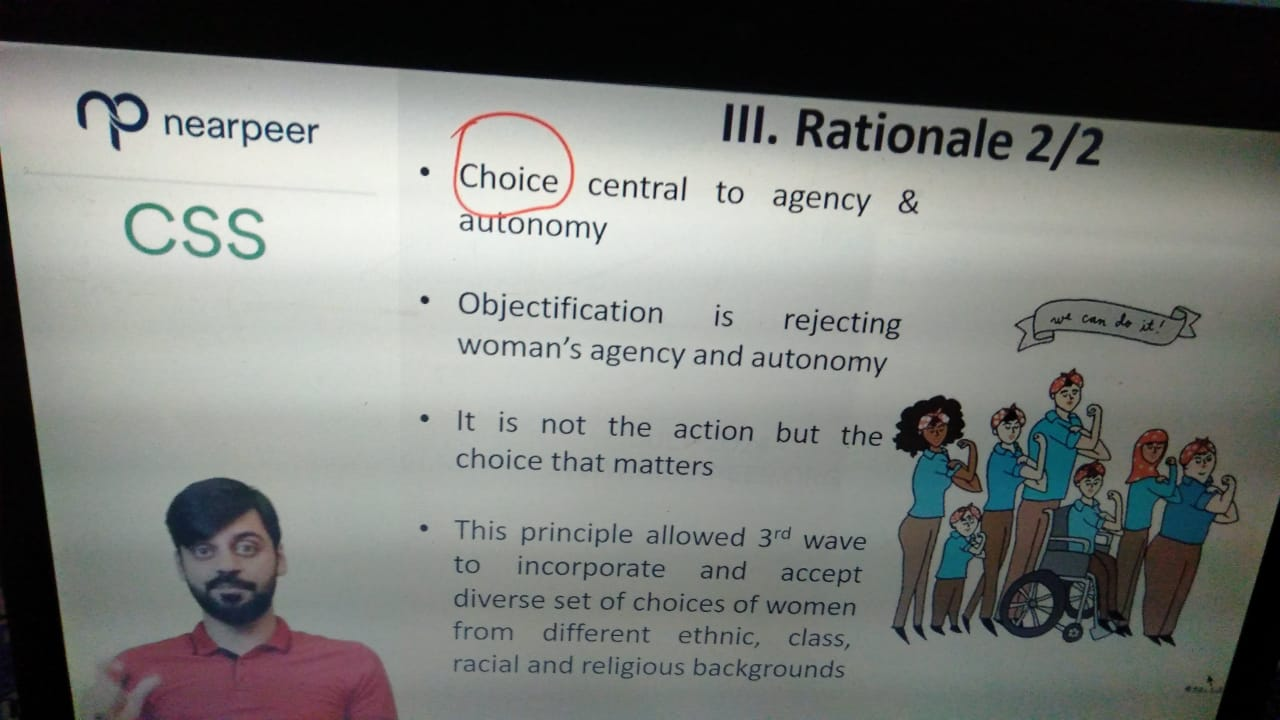 nearpeer
CSS
III. Rationale 2/2
• Choice central to agency &
autonomy
• Objectification is rejecting
woman's agency and autonomy
• It is not the action but the
choice that matters
• This principle allowed 3rd wave
to incorporate and accept
diverse set of choices of women
from different ethnic, class,
racial and religious backgrounds
we can do it!